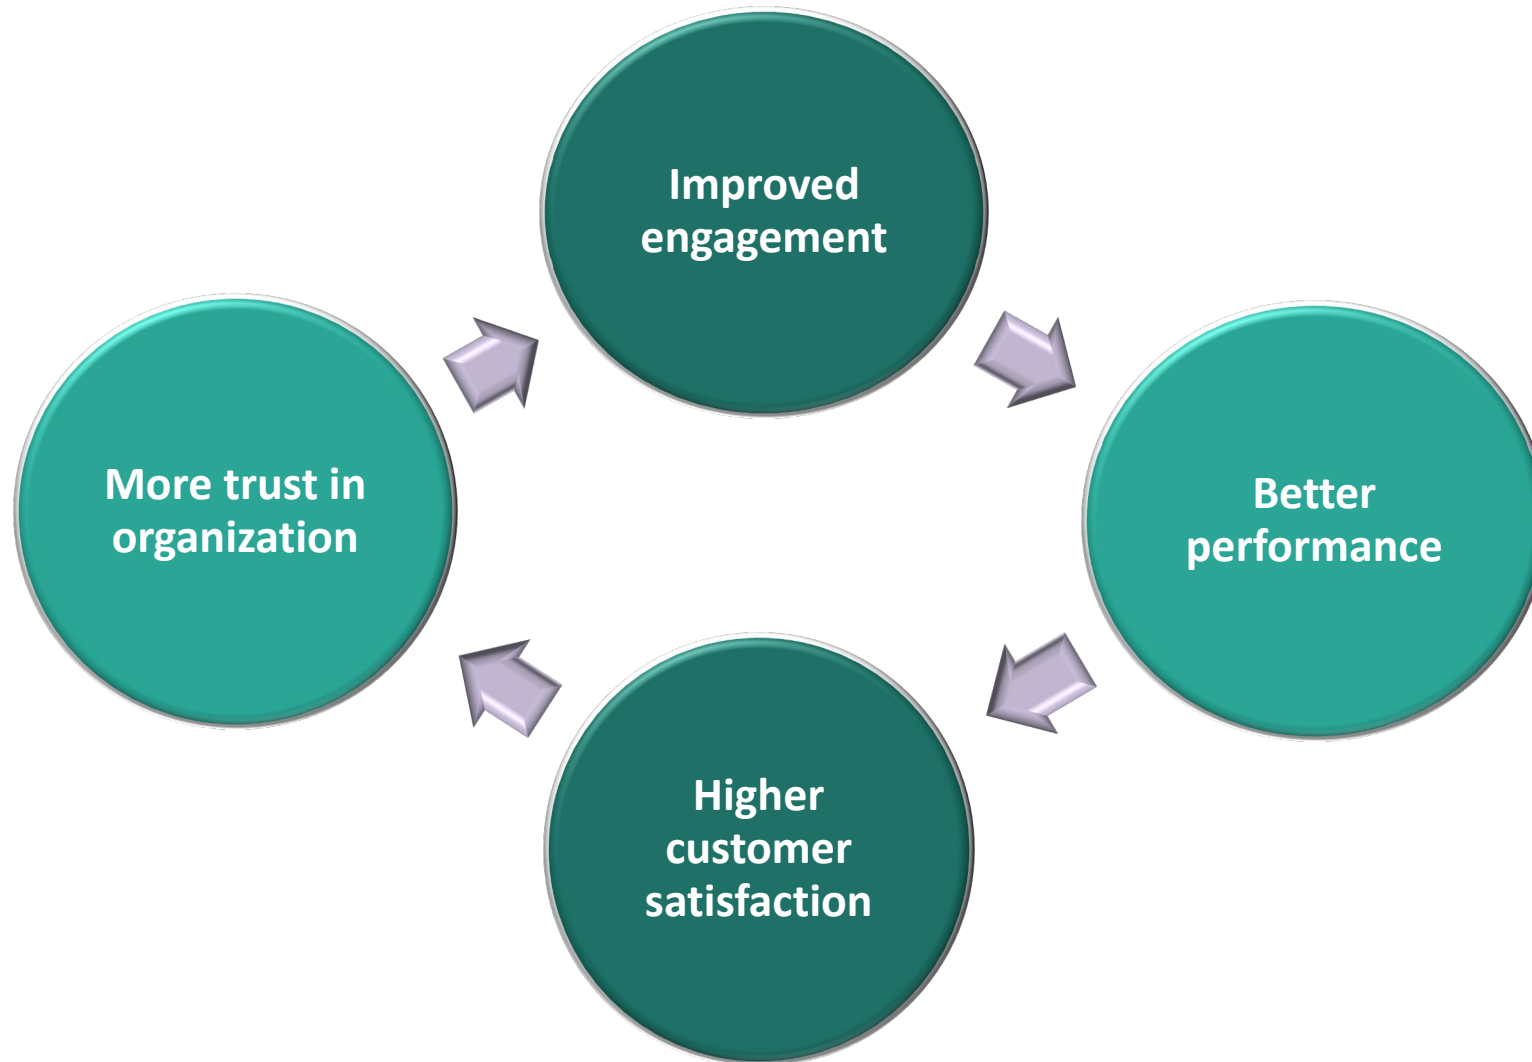 Improved
engagement
More trust in
organization
Better
performance
Higher
customer
satisfaction